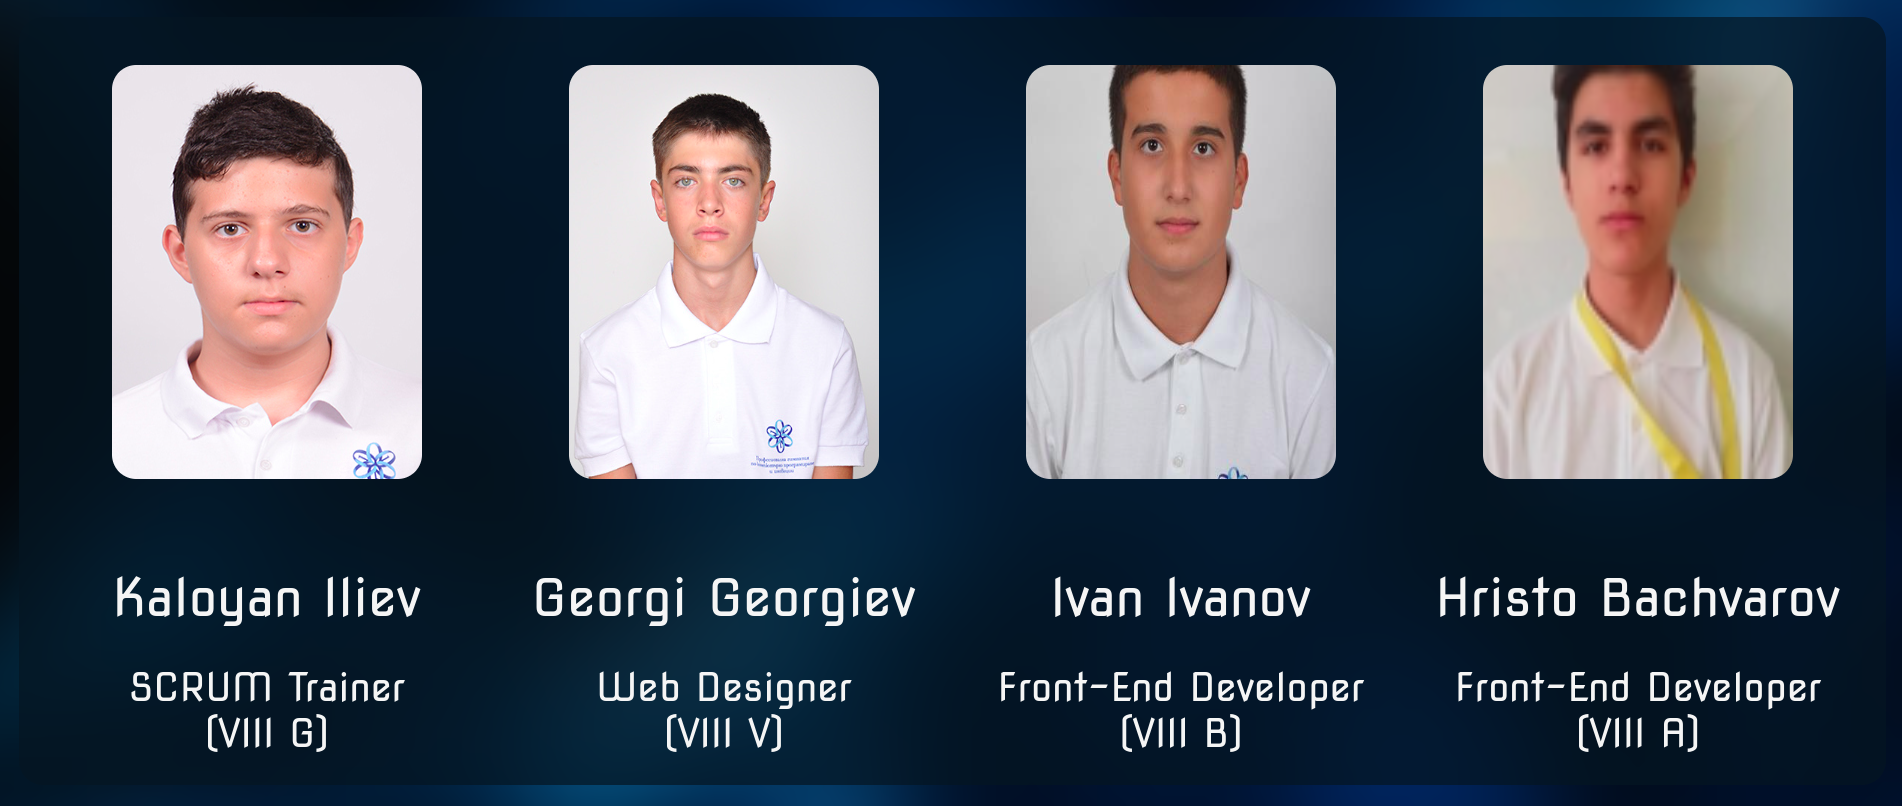 Kaloyan Iliev
Georgi Georgiev
Ivan Ivanov
Hristo Bachvarov
SCRUM Trainer
(VIII G)
Web Designer
(VIII V)
Front-End Developer
(VIII B)
Front-End Developer
(VIII A)